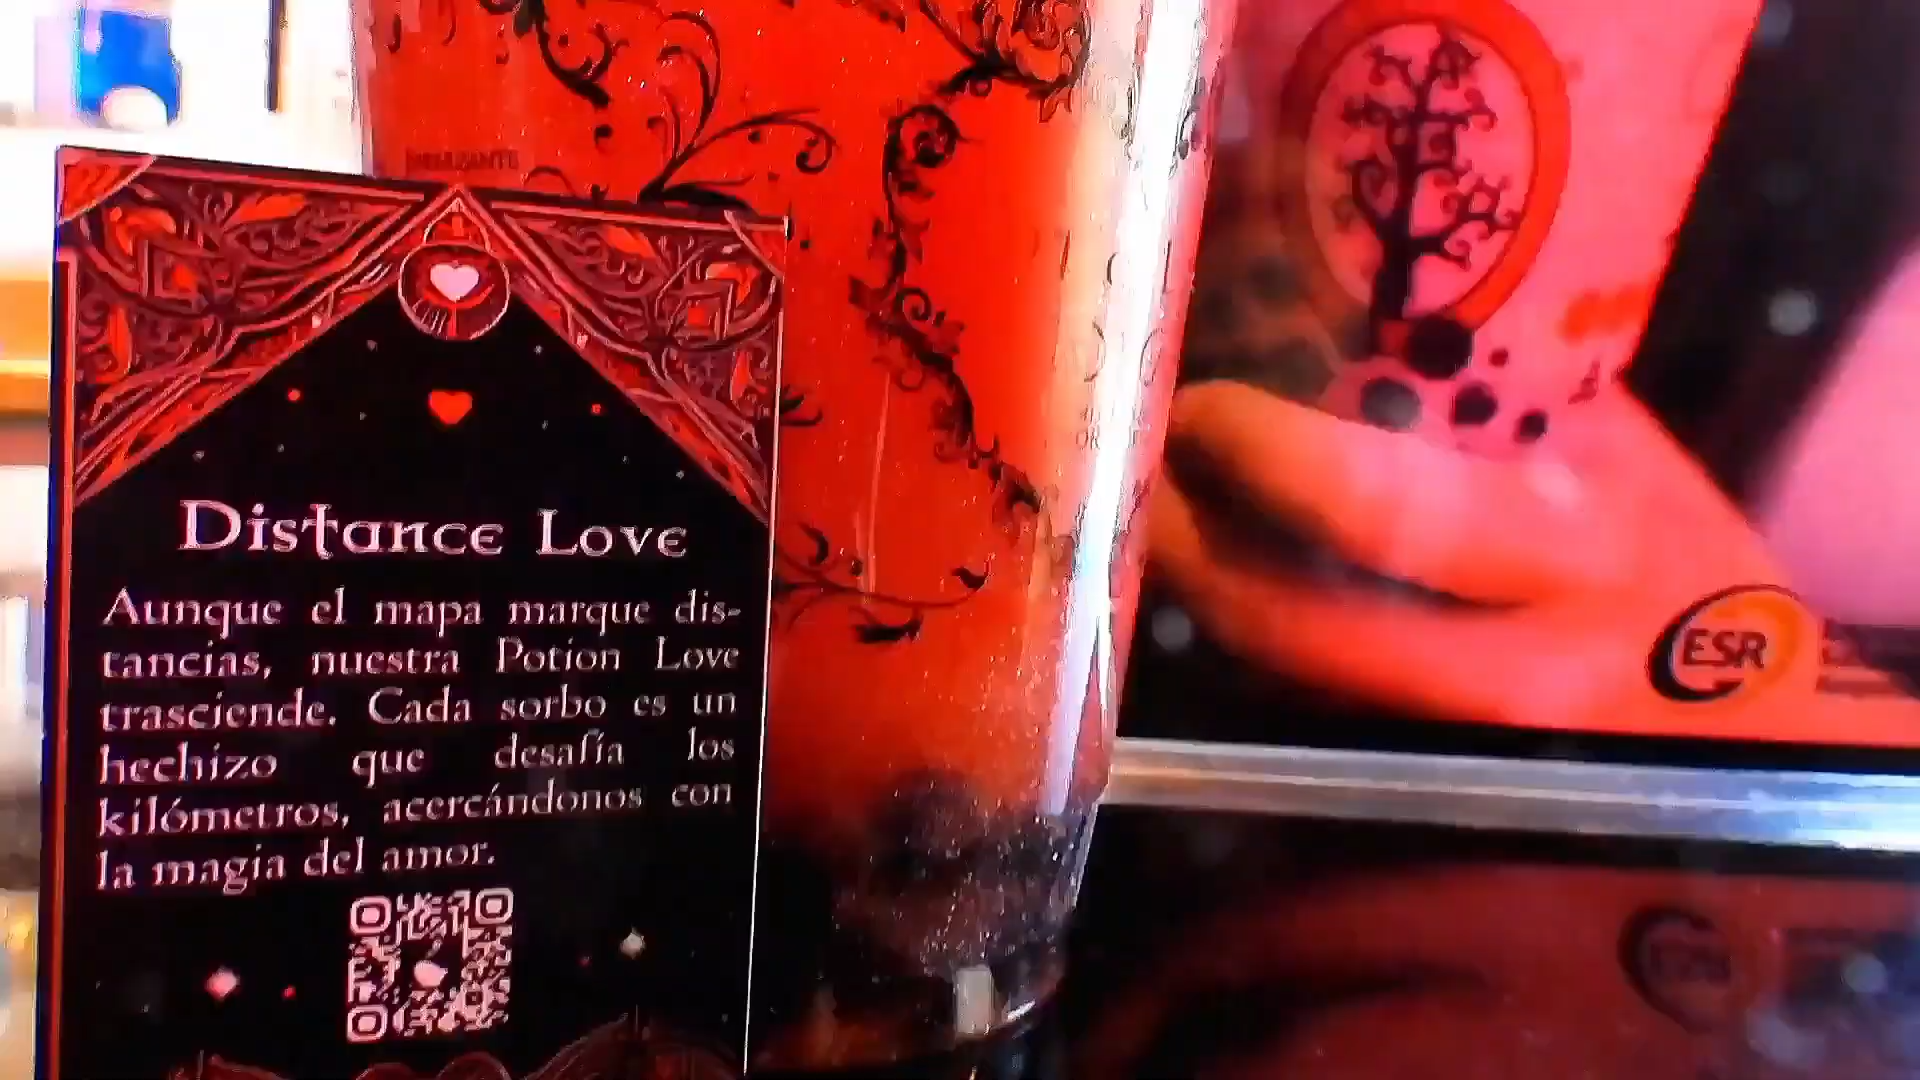 Distance Love
Aunque el mapa marque dis-
tancias, nuestra Potion Love
trasciende. Cada sorbo es un
hechizo que desafía los
kilómetros, acercándonos con
la magia del amor.
ESR